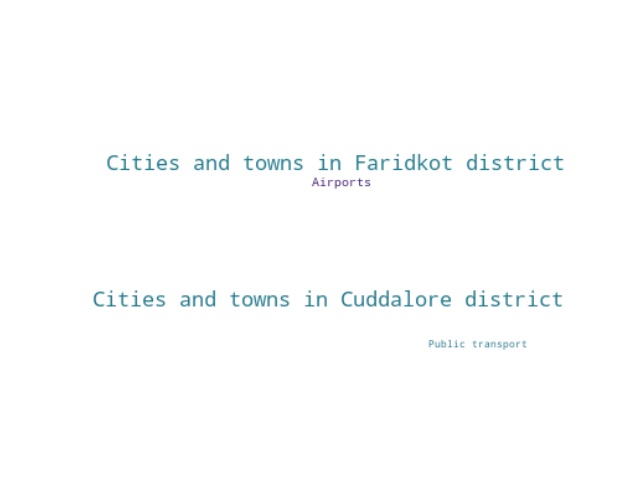 Cities and towns in Faridkot district
Airports
Cities and towns in Cuddalore district
Public transport